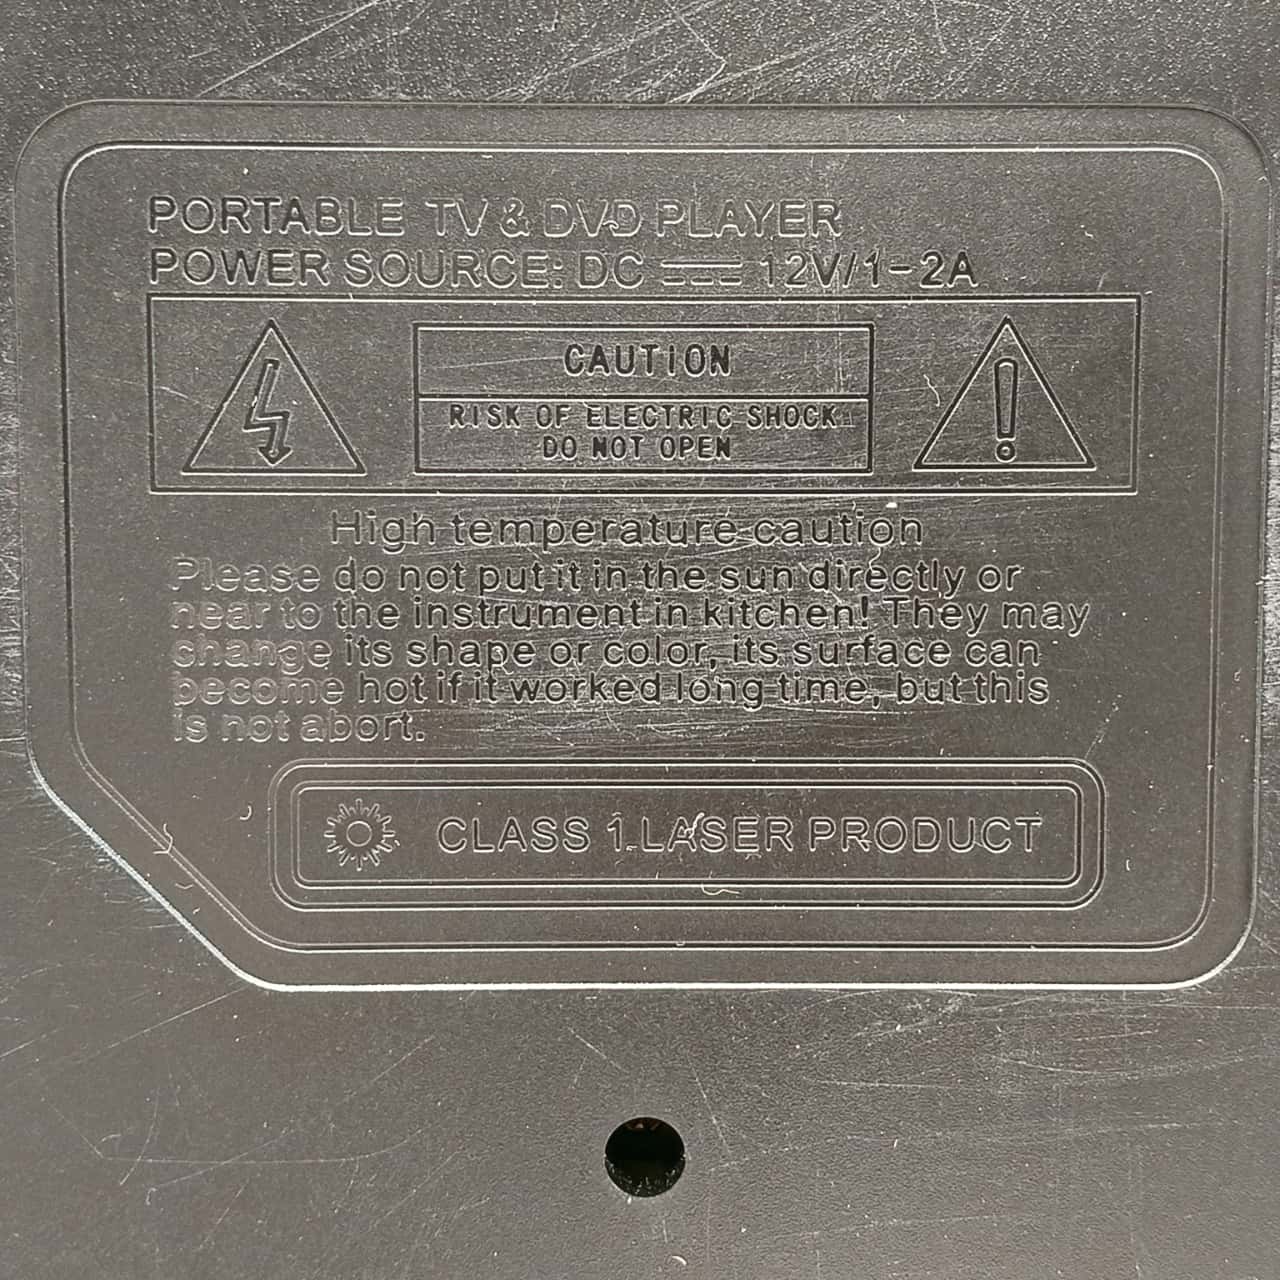 PORTABLE TV & DVD PLAYER
POWER SOURCE: DC ⎓ 12V/1-2A
CAUTION
RISK OF ELECTRIC SHOCK
DO NOT OPEN
High temperature caution
Please do not put it in the sun directly or
near to the instrument in kitchen! They may
change its shape or color, its surface can
become hot if it worked long time, but this
is not abort.
CLASS 1 LASER PRODUCT